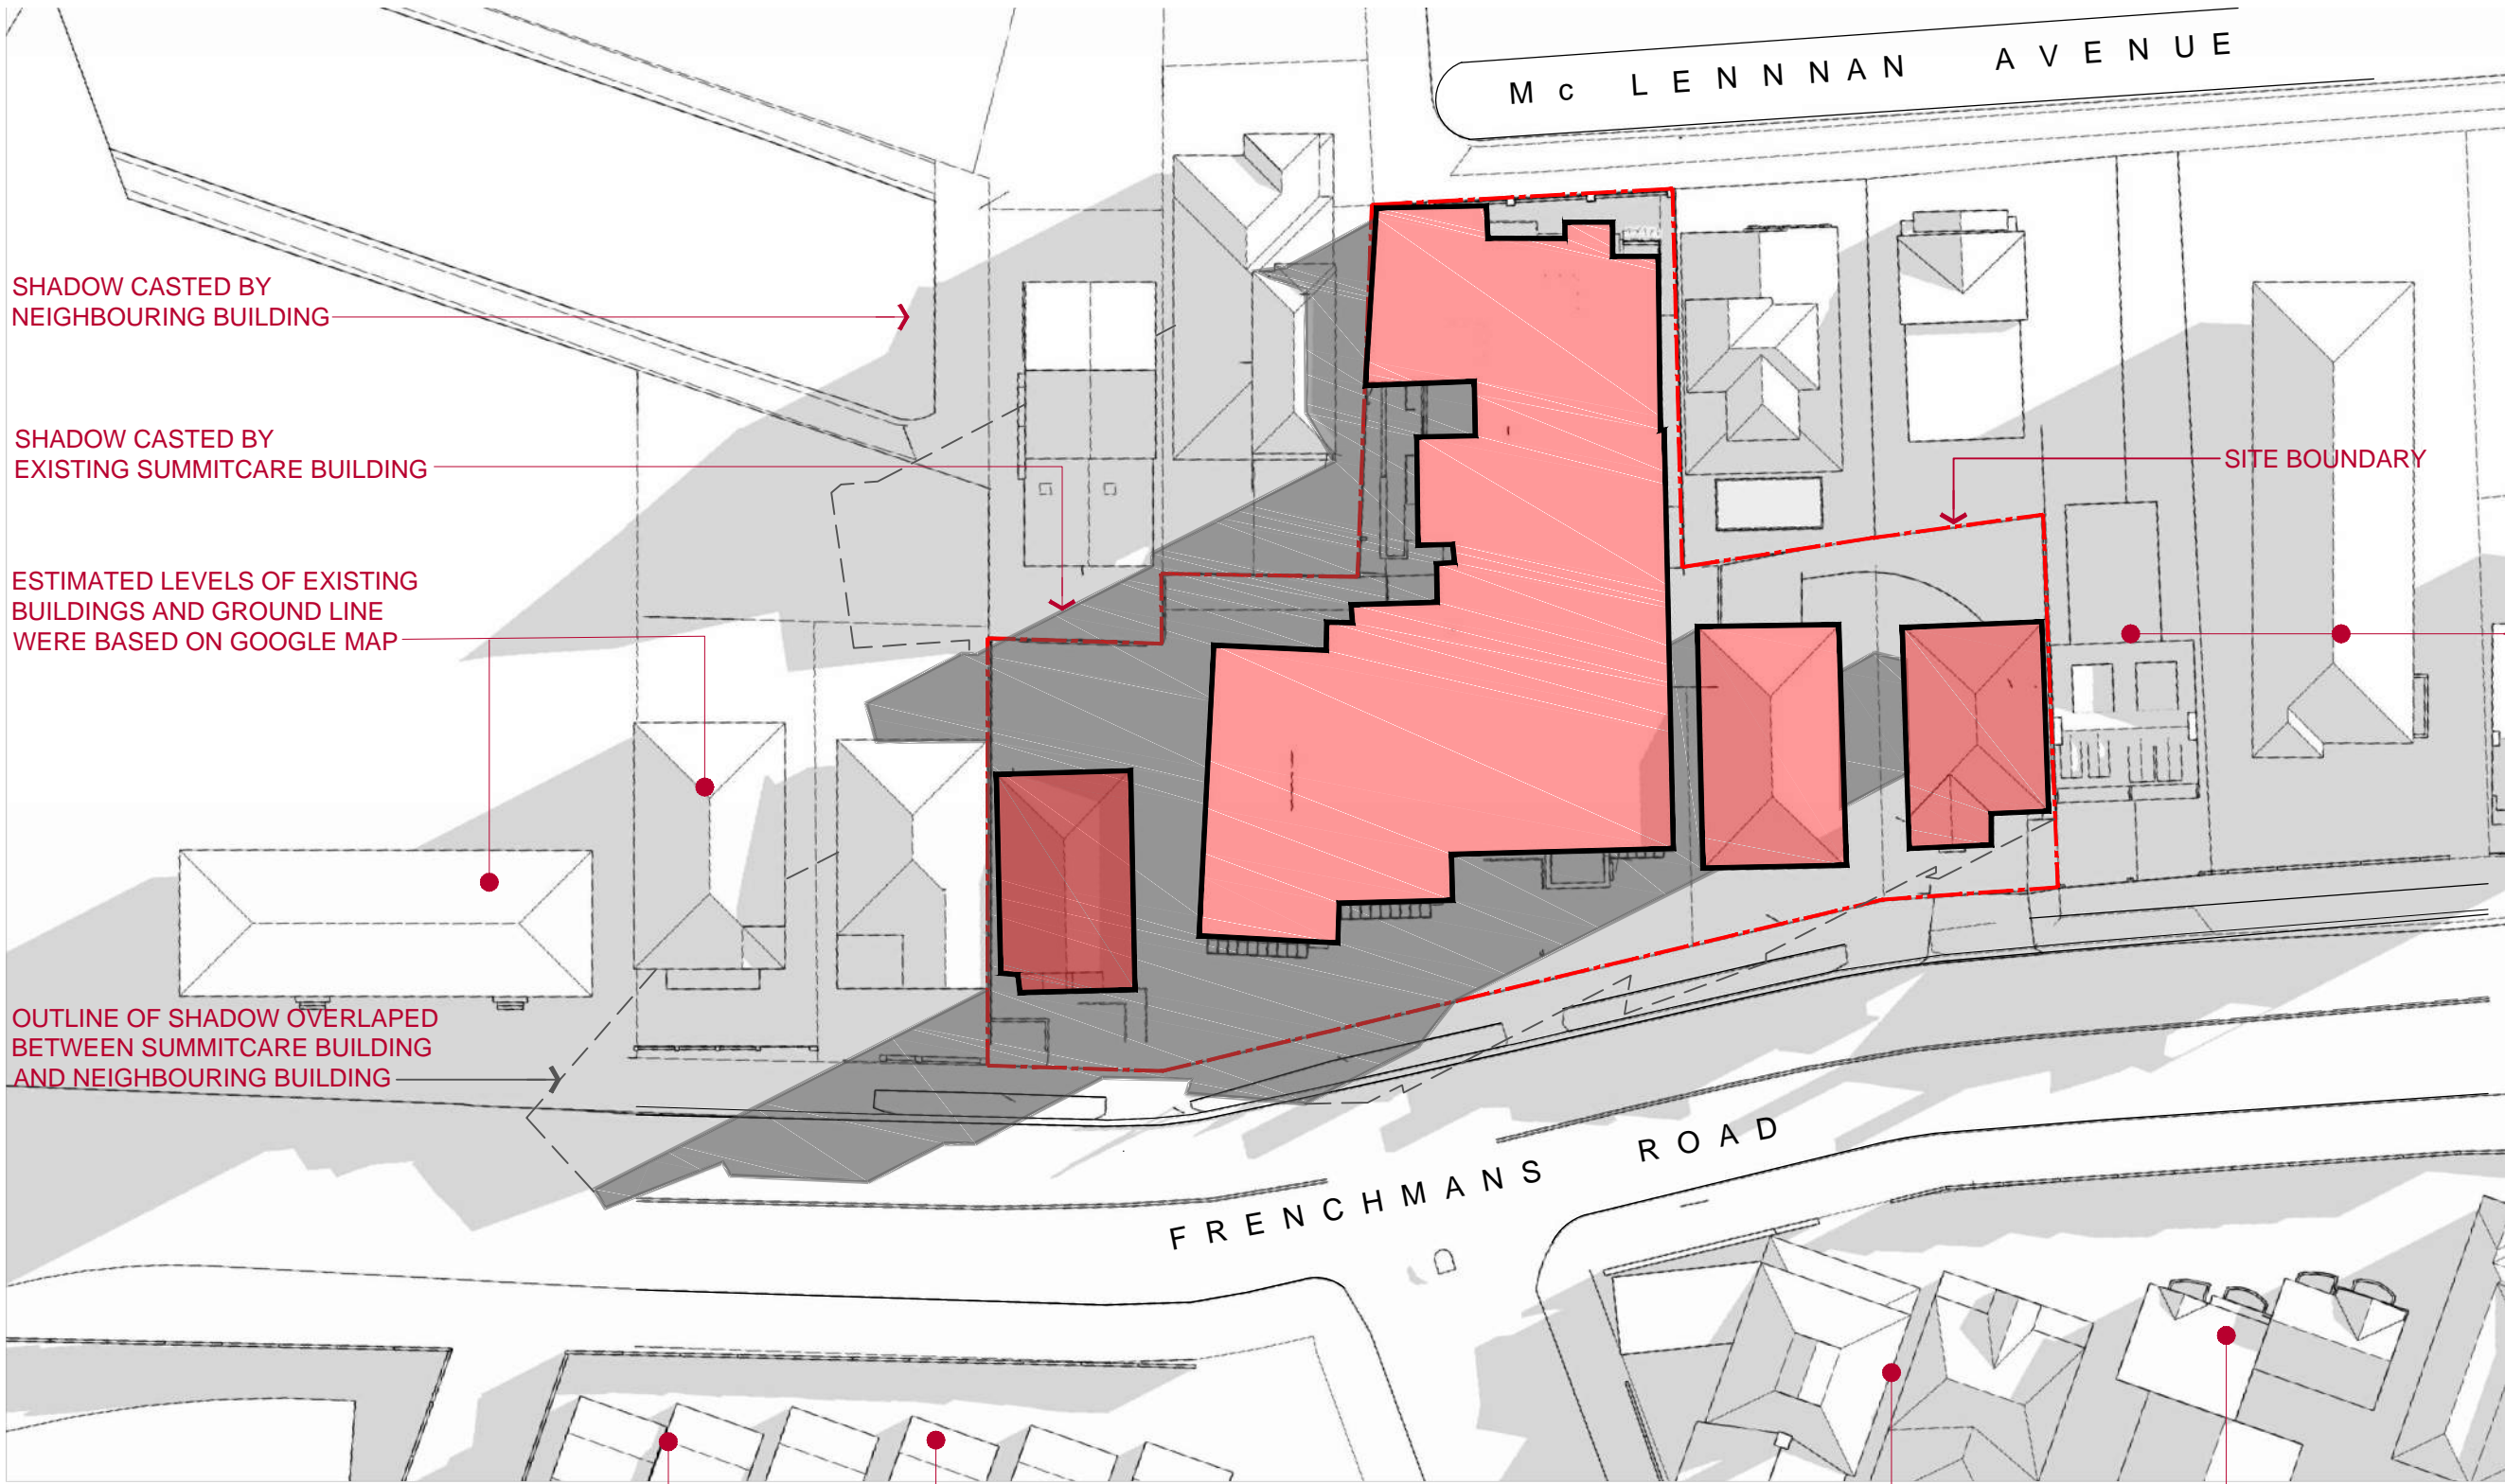 Mc LENNNAN AVENUE
SHADOW CASTED BY
NEIGHBOURING BUILDING
SHADOW CASTED BY
EXISTING SUMMITCARE BUILDING
SITE BOUNDARY
ESTIMATED LEVELS OF EXISTING
BUILDINGS AND GROUND LINE
WERE BASED ON GOOGLE MAP
OUTLINE OF SHADOW OVERLAPED
BETWEEN SUMMITCARE BUILDING
AND NEIGHBOURING BUILDING
FRENCHMANS ROAD